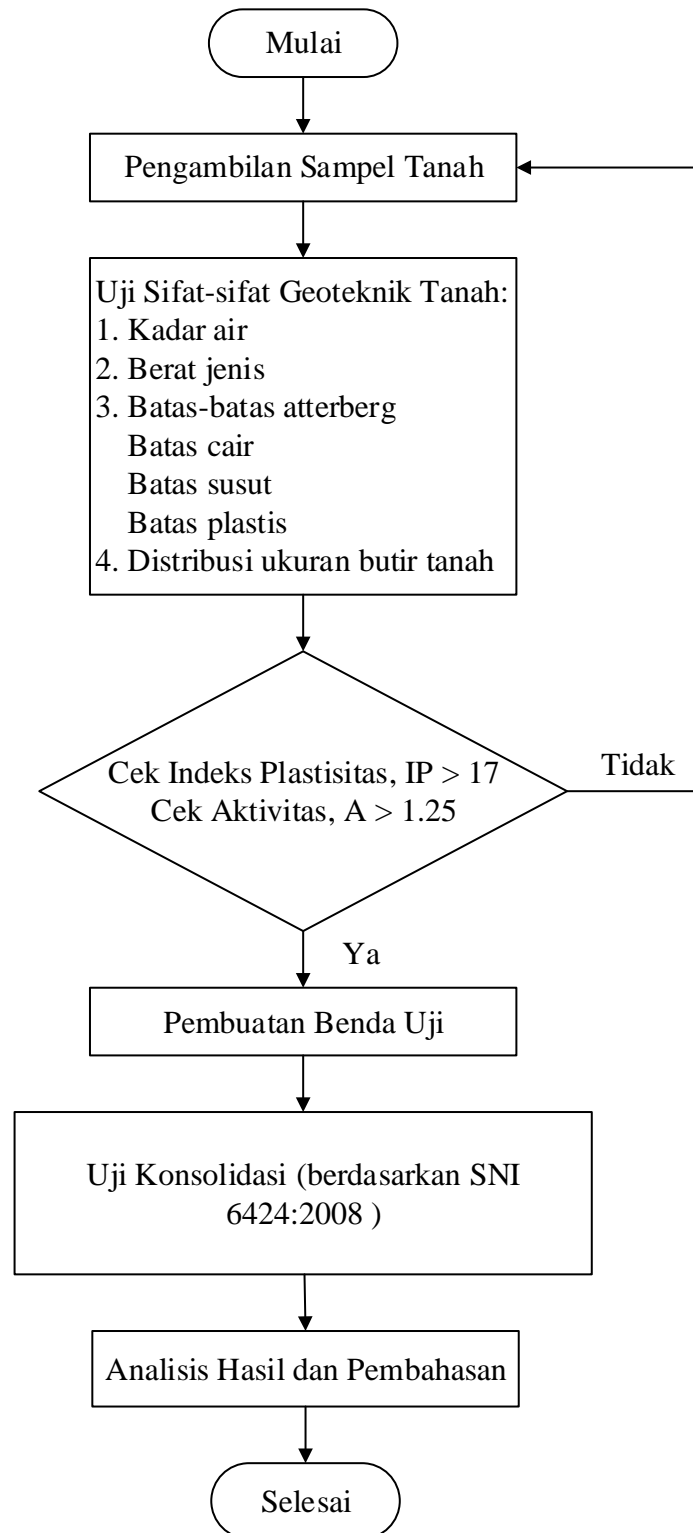 Mulai
Pengambilan Sampel Tanah
Uji Sifat-sifat Geoteknik Tanah:
1. Kadar air
2. Berat jenis
3. Batas-batas atterberg
Batas cair
Batas susut
Batas plastis
4. Distribusi ukuran butir tanah
Cek Indeks Plastisitas, IP > 17
Cek Aktivitas, A > 1.25
Tidak
Ya
Pembuatan Benda Uji
Uji Konsolidasi (berdasarkan SNI
6424:2008 )
Analisis Hasil dan Pembahasan
Selesai